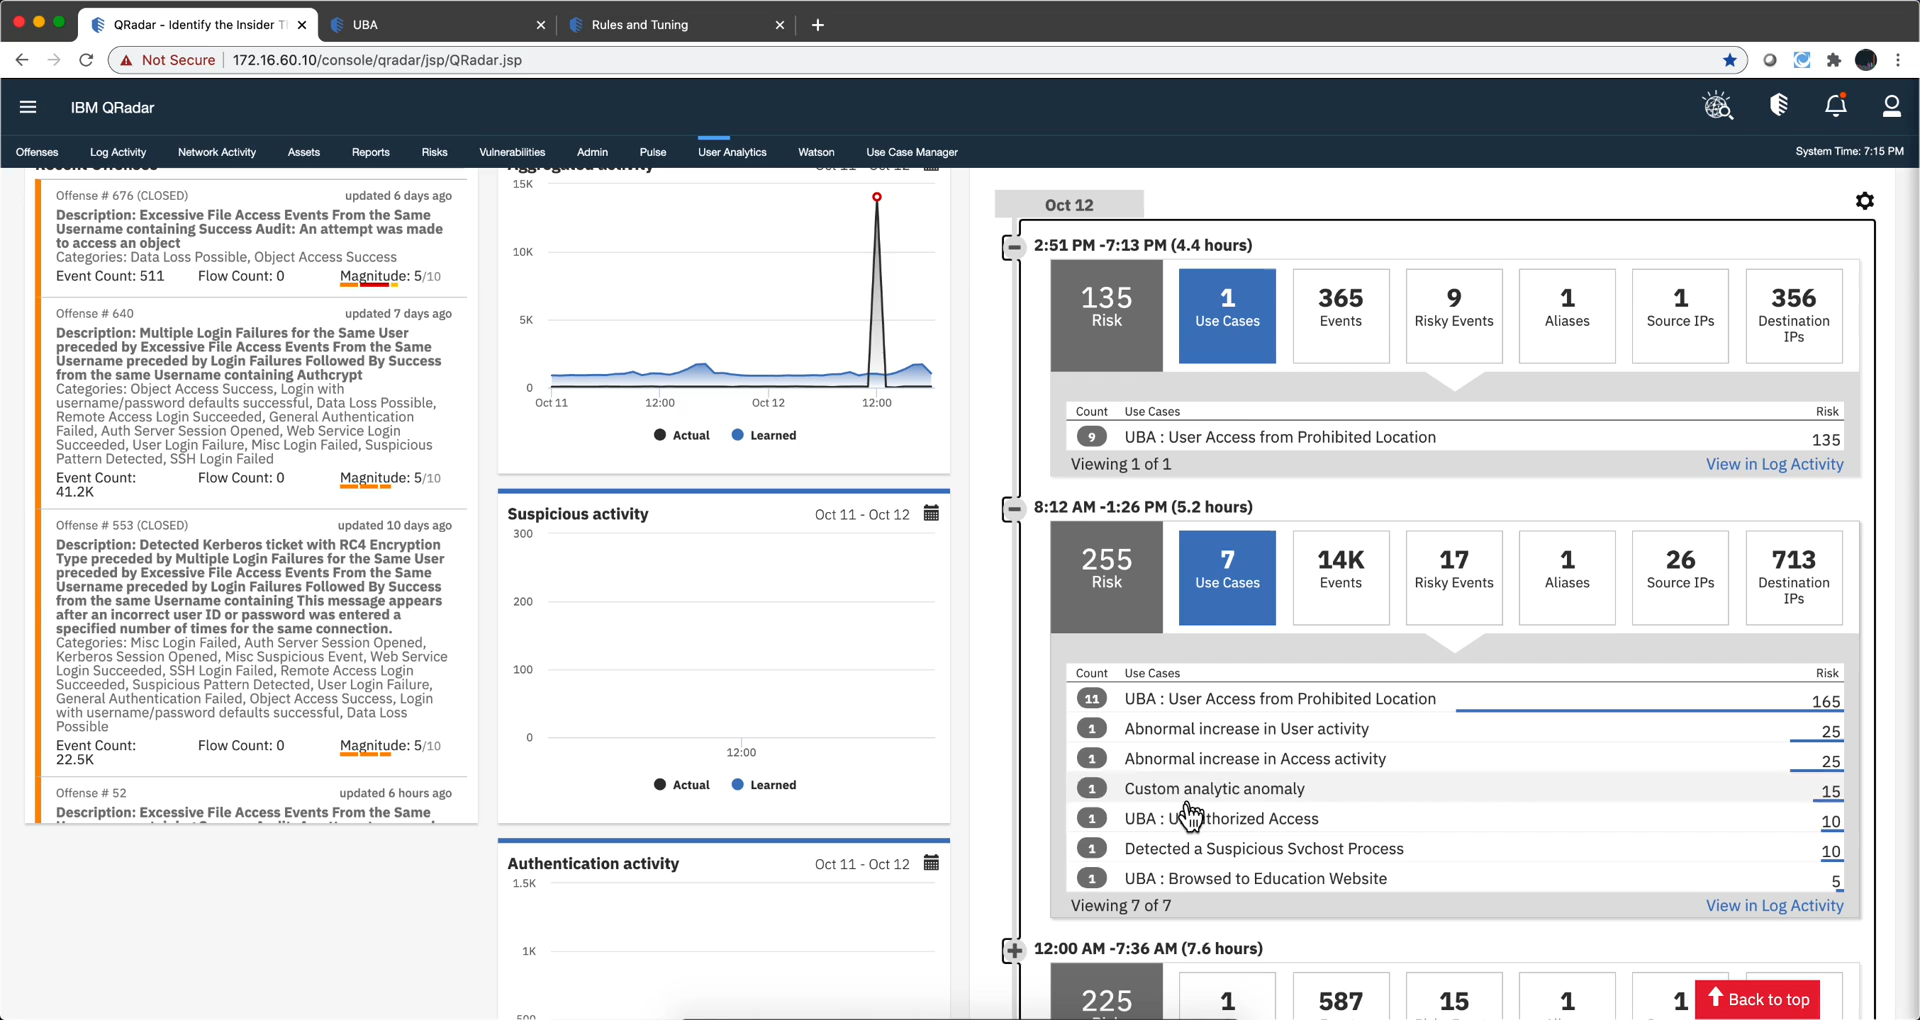 QRadar - Identify the Insider T
UBA
Rules and Tuning
Not Secure
172.16.60.10/console/qradar/jsp/QRadar.jsp
IBM QRadar
Offenses
Log Activity
Network Activity
Assets
Reports
Risks
Vulnerabilities
Admin
Pulse
User Analytics
Watson
Use Case Manager
System Time: 7:15 PM
Recent Offenses
Offense # 676 (CLOSED)
updated 6 days ago
Description: Excessive File Access Events From the Same
Username containing Success Audit: An attempt was made
to access an object
Categories: Data Loss Possible, Object Access Success
Event Count: 511
Flow Count: 0
Magnitude: 5/10
Offense # 640
updated 7 days ago
Description: Multiple Login Failures for the Same User
preceded by Excessive File Access Events From the Same
Username preceded by Login Failures Followed By Success
from the same Username containing Authcrypt
Categories: Object Access Success, Login with
username/password defaults successful, Data Loss Possible,
Remote Access Login Succeeded, General Authentication
Failed, Auth Server Session Opened, Web Service Login
Succeeded, User Login Failure, Misc Login Failed, Suspicious
Pattern Detected, SSH Login Failed
Event Count:
41.2K
Flow Count: 0
Magnitude: 5/10
Offense # 553 (CLOSED)
updated 10 days ago
Description: Detected Kerberos ticket with RC4 Encryption
Type preceded by Multiple Login Failures for the Same User
preceded by Excessive File Access Events From the Same
Username preceded by Login Failures Followed By Success
from the same Username containing This message appears
after an incorrect user ID or password was entered a
specified number of times for the same connection.
Categories: Misc Login Failed, Auth Server Session Opened,
Kerberos Session Opened, Misc Suspicious Event, Web Service
Login Succeeded, SSH Login Failed, Remote Access Login
Succeeded, Suspicious Pattern Detected, User Login Failure,
General Authentication Failed, Object Access Success, Login
with username/password defaults successful, Data Loss
Possible
Event Count:
22.5K
Flow Count: 0
Magnitude: 5/10
Offense # 52
updated 6 hours ago
Description: Excessive File Access Events From the Same
Aggregated activity
Oct 11 - Oct 12
15K
10K
5K
0
Oct 11
12:00
Oct 12
12:00
Actual
Learned
Suspicious activity
Oct 11 - Oct 12
300
200
100
0
12:00
Actual
Learned
Authentication activity
Oct 11 - Oct 12
1.5K
1K
500
Oct 12
2:51 PM -7:13 PM (4.4 hours)
135
Risk
1
Use Cases
365
Events
9
Risky Events
1
Aliases
1
Source IPs
356
Destination
IPs
Count
Use Cases
Risk
9
UBA : User Access from Prohibited Location
135
Viewing 1 of 1
View in Log Activity
8:12 AM -1:26 PM (5.2 hours)
255
Risk
7
Use Cases
14K
Events
17
Risky Events
1
Aliases
26
Source IPs
713
Destination
IPs
Count
Use Cases
Risk
11
UBA : User Access from Prohibited Location
165
1
Abnormal increase in User activity
25
1
Abnormal increase in Access activity
25
1
Custom analytic anomaly
15
1
UBA : U thorized Access
10
1
Detected a Suspicious Svchost Process
10
1
UBA : Browsed to Education Website
5
Viewing 7 of 7
View in Log Activity
12:00 AM -7:36 AM (7.6 hours)
225
1
587
15
1
1
Back to top